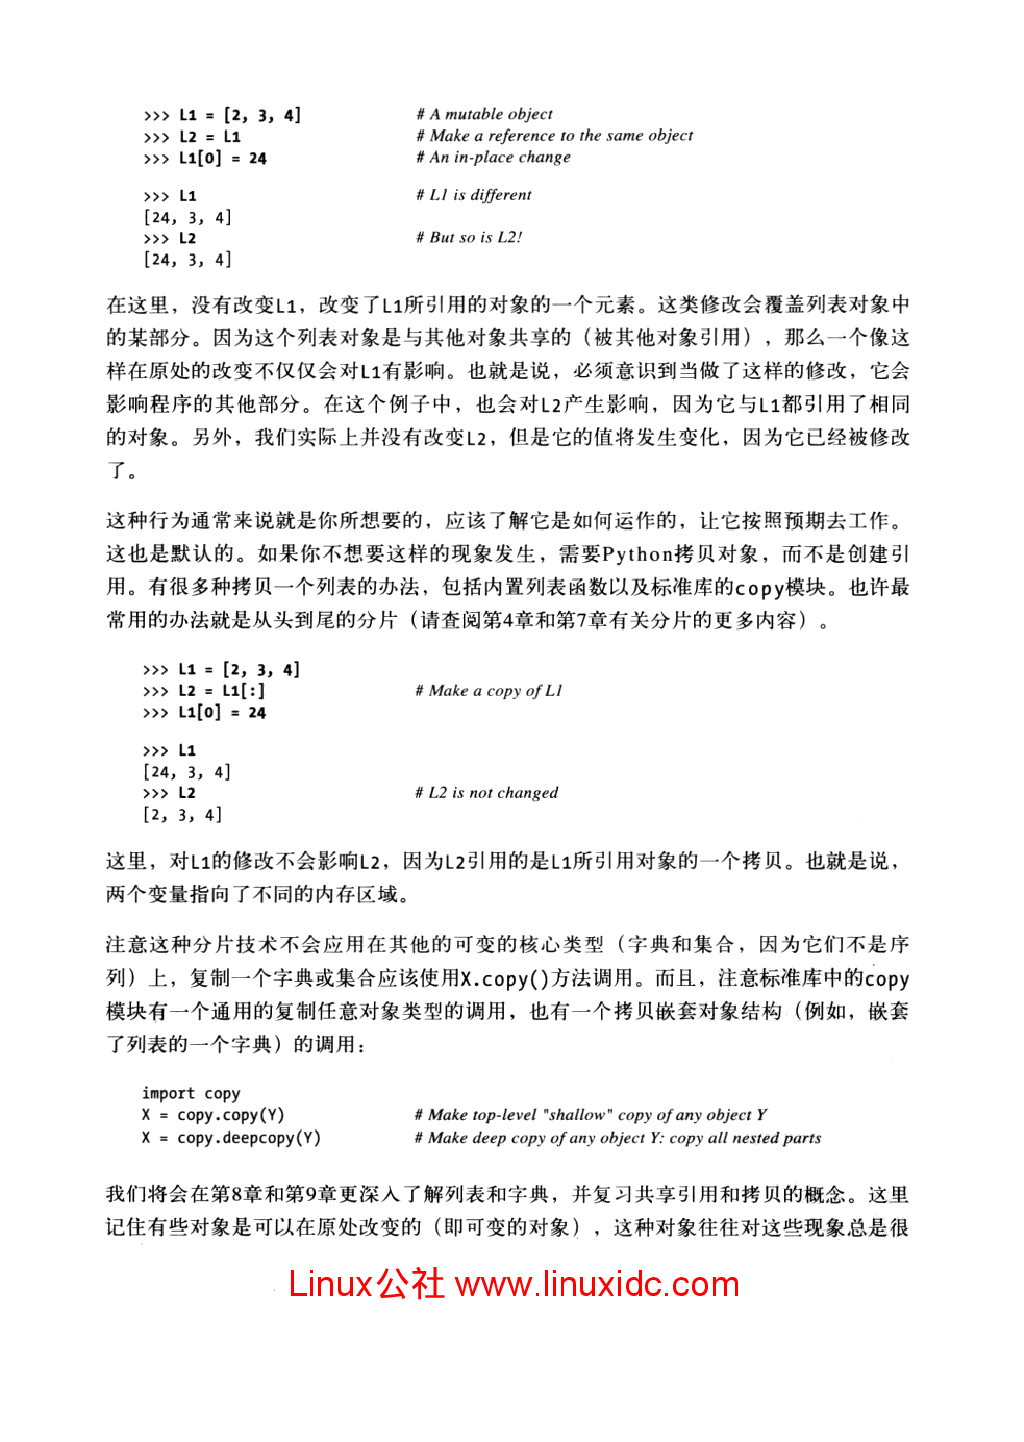 >>> L1 = [2, 3, 4] # A mutable object
>>> L2 = L1 # Make a reference to the same object
>>> L1[0] = 24 # An in-place change
>>> L1 # L1 is different
[24, 3, 4]
>>> L2 # But so is L2!
[24, 3, 4]
在这里，没有改变L1，改变了L1所引用的对象的一个元素。这类修改会覆盖列表对象中
的某部分。因为这个列表对象是与其他对象共享的（被其他对象引用），那么一个像这
样在原处的改变不仅仅会对L1有影响。也就是说，必须意识到当做了这样的修改，它会
影响程序的其他部分。在这个例子中，也会对L2产生影响，因为它与L1都引用了相同
的对象。另外，我们实际上并没有改变L2，但是它的值将发生变化，因为它已经被修改
了。
这种行为通常来说就是你所想要的，应该了解它是如何运作的，让它按照预期去工作。
这也是默认的。如果你不想要这样的现象发生，需要Python拷贝对象，而不是创建引
用。有很多种拷贝一个列表的办法，包括内置列表函数以及标准库的copy模块。也许最
常用的办法就是从头到尾的分片（请查阅第4章和第7章有关分片的更多内容）。
>>> L1 = [2, 3, 4]
>>> L2 = L1[:] # Make a copy of L1
>>> L1[0] = 24
>>> L1
[24, 3, 4]
>>> L2 # L2 is not changed
[2, 3, 4]
这里，对L1的修改不会影响L2，因为L2引用的是L1所引用对象的一个拷贝。也就是说，
两个变量指向了不同的内存区域。
注意这种分片技术不会应用在其他的可变的核心类型（字典和集合，因为它们不是序
列）上，复制一个字典或集合应该使用X.copy()方法调用。而且，注意标准库中的copy
模块有一个通用的复制任意对象类型的调用，也有一个拷贝嵌套对象结构（例如，嵌套
了列表的一个字典）的调用：
import copy
X = copy.copy(Y) # Make top-level "shallow" copy of any object Y
X = copy.deepcopy(Y) # Make deep copy of any object Y: copy all nested parts
我们将会在第8章和第9章更深入了解列表和字典，并复习共享引用和拷贝的概念。这里
记住有些对象是可以在原处改变的（即可变的对象），这种对象往往对这些现象总是很
Linux公社 www.linuxidc.com